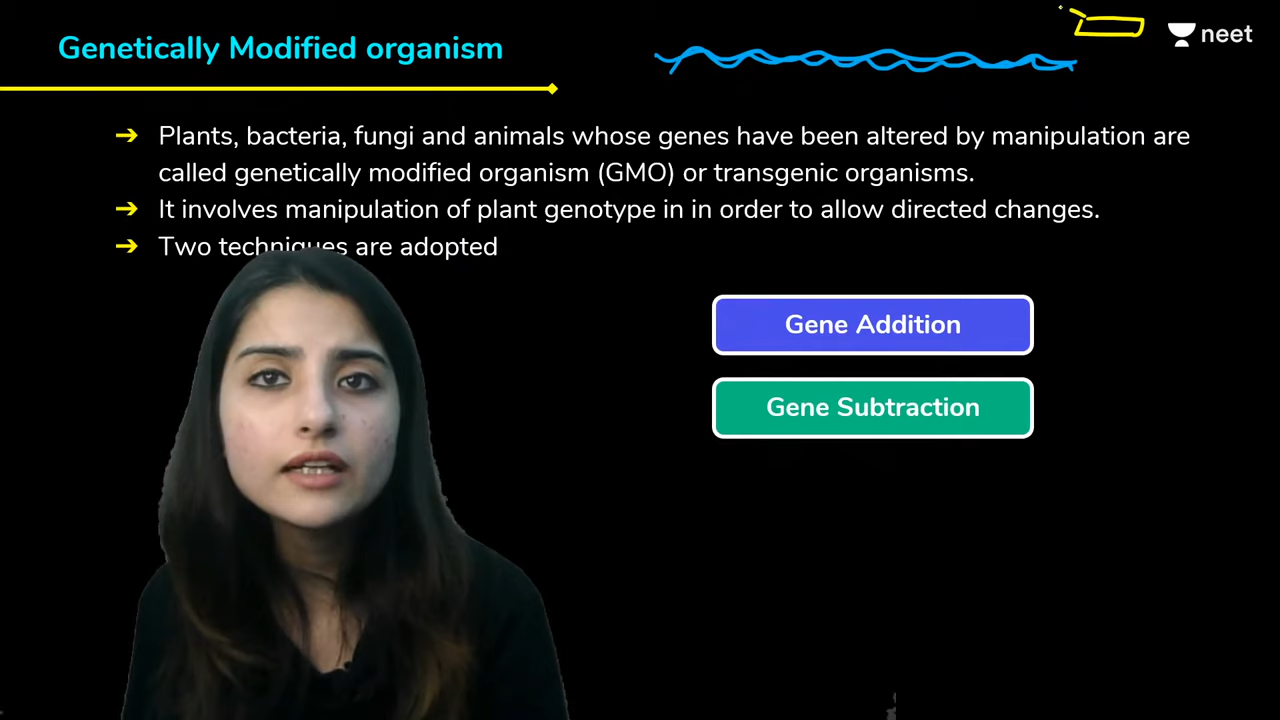 Genetically Modified organism
neet
➔ Plants, bacteria, fungi and animals whose genes have been altered by manipulation are
called genetically modified organism (GMO) or transgenic organisms.
➔ It involves manipulation of plant genotype in in order to allow directed changes.
➔ Two techniques are adopted
Gene Addition
Gene Subtraction